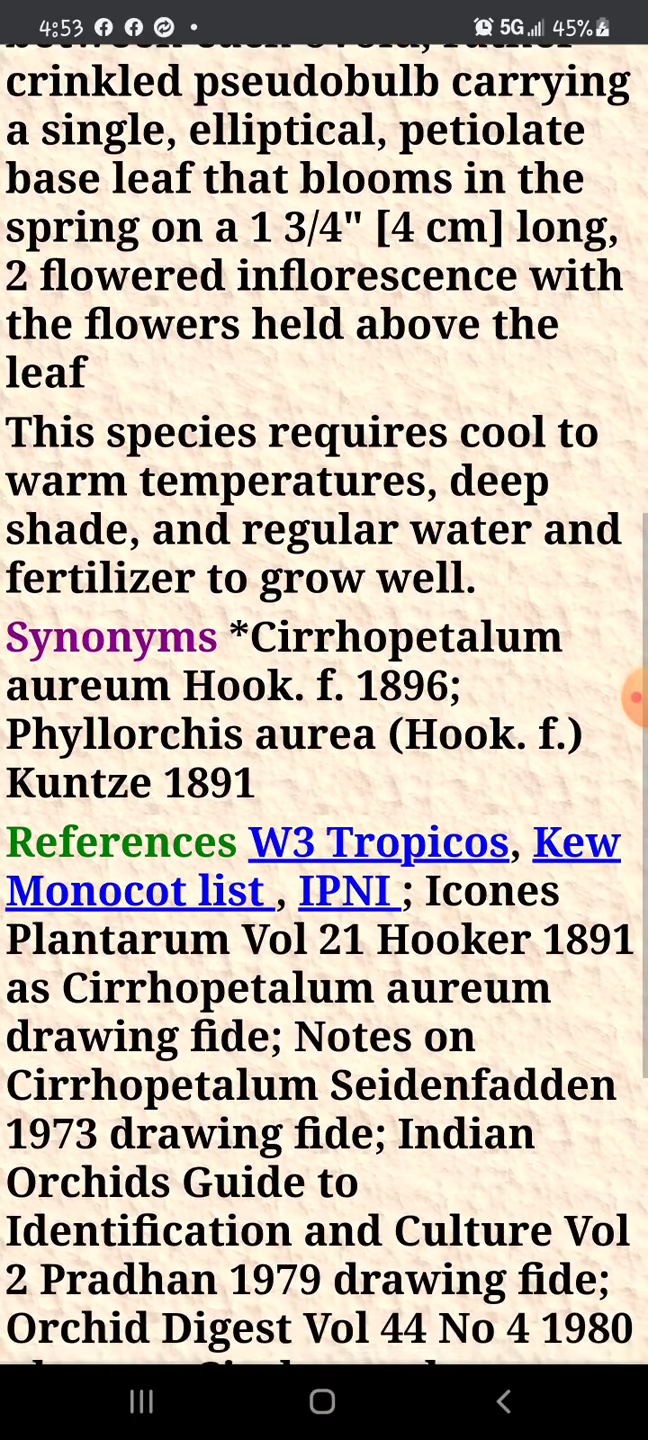 4:53
5G 45%
between each ovoid, rather
crinkled pseudobulb carrying
a single, elliptical, petiolate
base leaf that blooms in the
spring on a 1 3/4" [4 cm] long,
2 flowered inflorescence with
the flowers held above the
leaf
This species requires cool to
warm temperatures, deep
shade, and regular water and
fertilizer to grow well.
Synonyms *Cirrhopetalum
aureum Hook. f. 1896;
Phyllorchis aurea (Hook. f.)
Kuntze 1891
References W3 Tropicos, Kew
Monocot list , IPNI ; Icones
Plantarum Vol 21 Hooker 1891
as Cirrhopetalum aureum
drawing fide; Notes on
Cirrhopetalum Seidenfadden
1973 drawing fide; Indian
Orchids Guide to
Identification and Culture Vol
2 Pradhan 1979 drawing fide;
Orchid Digest Vol 44 No 4 1980